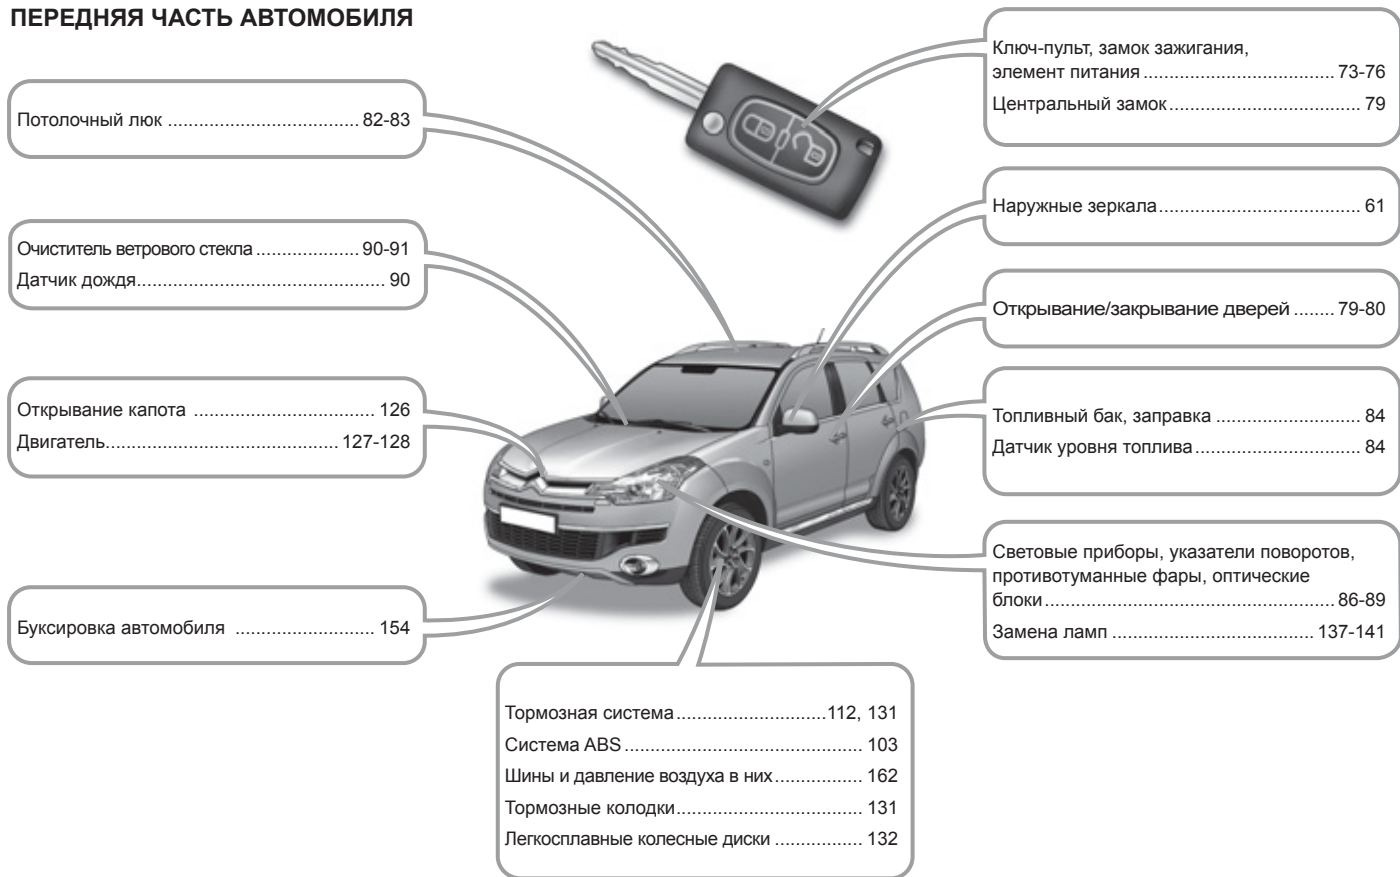 ПЕРЕДНЯЯ ЧАСТЬ АВТОМОБИЛЯ
Потолочный люк .................................... 82-83
Очиститель ветрового стекла .................... 90-91
Датчик дождя................................................ 90
Открывание капота ................................... 126
Двигатель............................................. 127-128
Буксировка автомобиля ........................... 154
Ключ-пульт, замок зажигания,
элемент питания ..................................... 73-76
Центральный замок..................................... 79
Наружные зеркала....................................... 61
Открывание/закрывание дверей ........ 79-80
Топливный бак, заправка ............................ 84
Датчик уровня топлива................................ 84
Световые приборы, указатели поворотов,
противотуманные фары, оптические
блоки......................................................... 86-89
Замена ламп ....................................... 137-141
Тормозная система.............................112, 131
Система ABS .............................................. 103
Шины и давление воздуха в них................. 162
Тормозные колодки..................................... 131
Легкосплавные колесные диски ................. 132